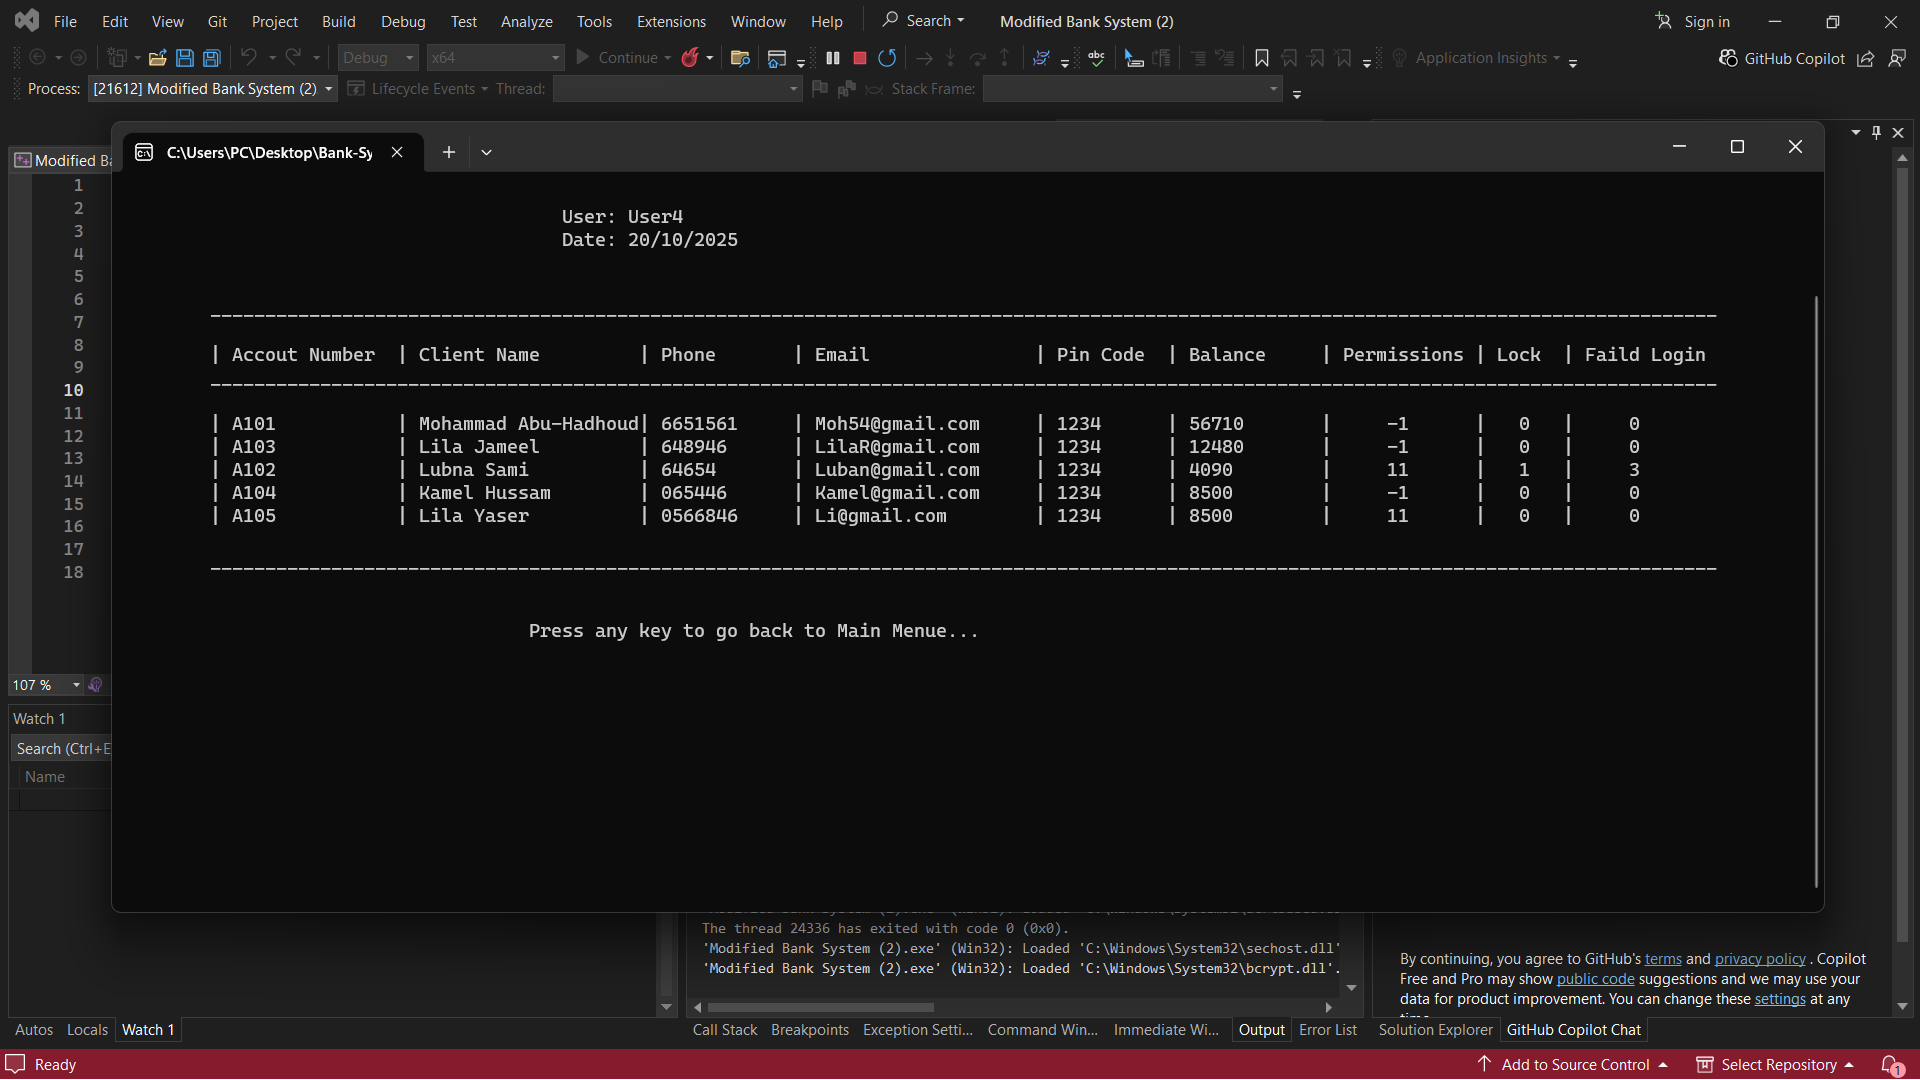 File Edit View Git Project Build Debug Test Analyze Tools Extensions Window Help Search Modified Bank System (2) Sign in
Debug x64 Continue Application Insights GitHub Copilot
Process: [21612] Modified Bank System (2) Lifecycle Events Thread: Stack Frame:
C:\Users\PC\Desktop\Bank-Sy
Modified Ba
1
2
3
4
5
6
7
8
9
10
11
12
13
14
15
16
17
18
User: User4
Date: 20/10/2025
| Accout Number | Client Name | Phone | Email | Pin Code | Balance | Permissions | Lock | Faild Login
| A101 | Mohammad Abu-Hadhoud| 6651561 | Moh54@gmail.com | 1234 | 56710 | -1 | 0 | 0
| A103 | Lila Jameel | 648946 | LilaR@gmail.com | 1234 | 12480 | -1 | 0 | 0
| A102 | Lubna Sami | 64654 | Luban@gmail.com | 1234 | 4090 | 11 | 1 | 3
| A104 | Kamel Hussam | 065446 | Kamel@gmail.com | 1234 | 8500 | -1 | 0 | 0
| A105 | Lila Yaser | 0566846 | Li@gmail.com | 1234 | 8500 | 11 | 0 | 0
Press any key to go back to Main Menue...
107 %
Watch 1
Search (Ctrl+E
Name
The thread 24336 has exited with code 0 (0x0).
'Modified Bank System (2).exe' (Win32): Loaded 'C:\Windows\System32\sechost.dll'
'Modified Bank System (2).exe' (Win32): Loaded 'C:\Windows\System32\bcrypt.dll'.
By continuing, you agree to GitHub's terms and privacy policy . Copilot
Free and Pro may show public code suggestions and we may use your
data for product improvement. You can change these settings at any
Autos Locals Watch 1 Call Stack Breakpoints Exception Setti... Command Win... Immediate Wi... Output Error List Solution Explorer GitHub Copilot Chat
Ready Add to Source Control Select Repository 1